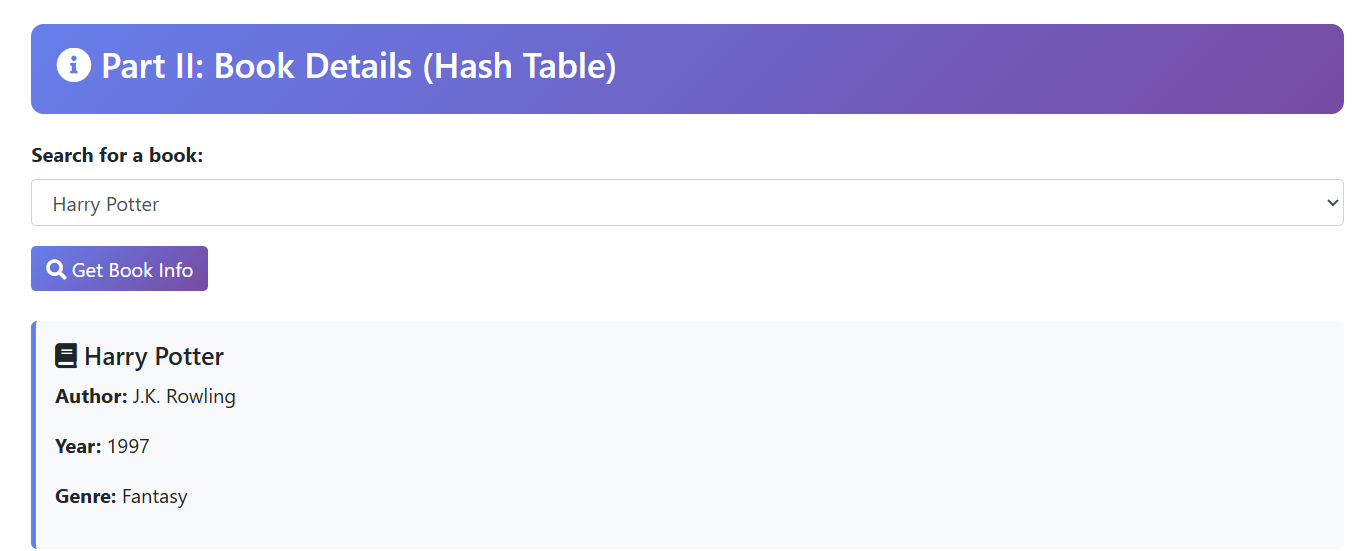 Part II: Book Details (Hash Table)
Search for a book:
Harry Potter
Get Book Info
Harry Potter
Author: J.K. Rowling
Year: 1997
Genre: Fantasy